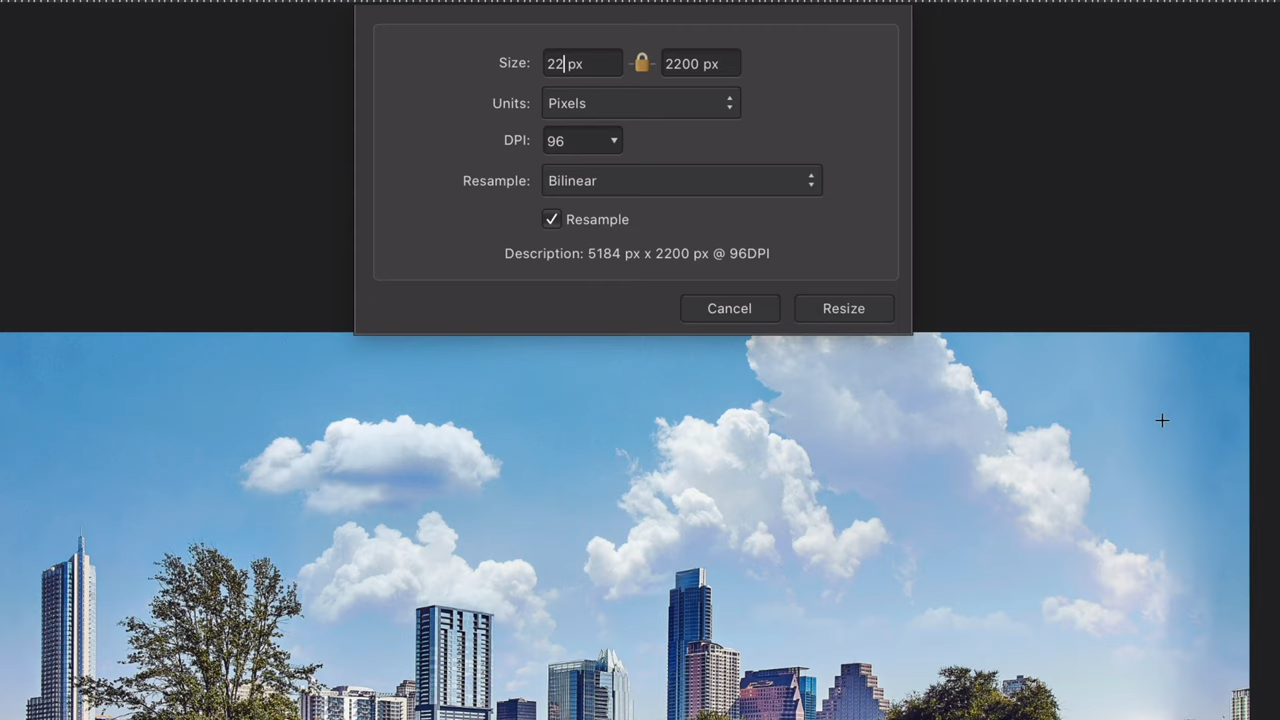 Size: 22 px 2200 px
Units: Pixels
DPI: 96
Resample: Bilinear
Resample
Description: 5184 px x 2200 px @ 96DPI
Cancel Resize